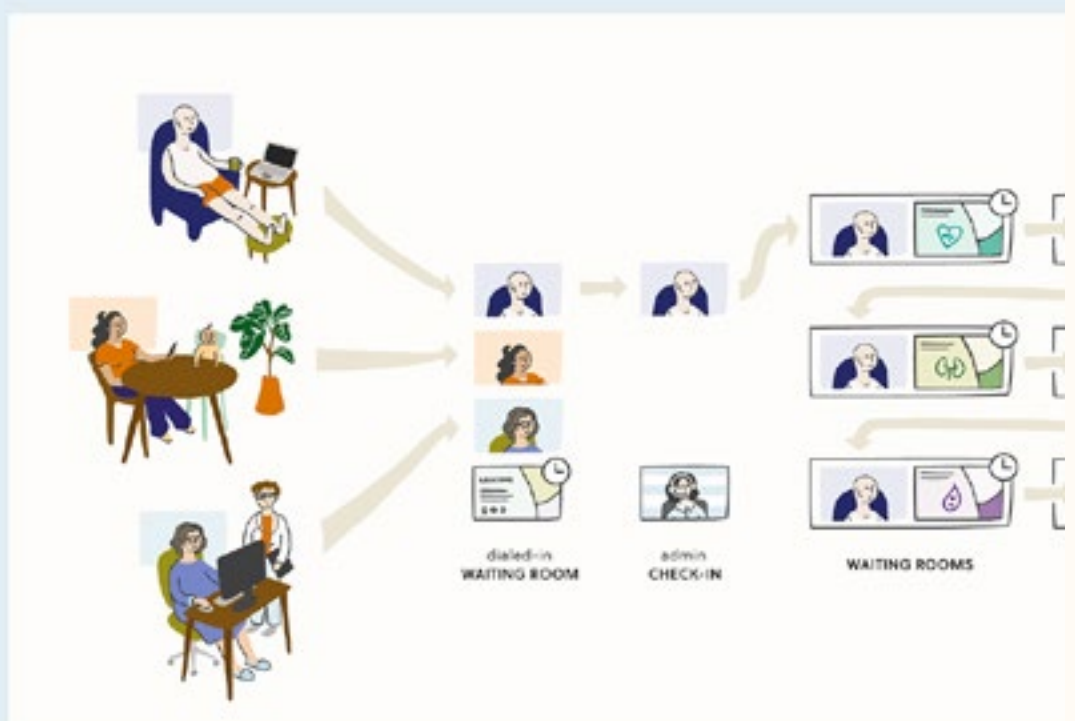 dialed-in
WAITING ROOM
admin
CHECK-IN
WAITING ROOMS